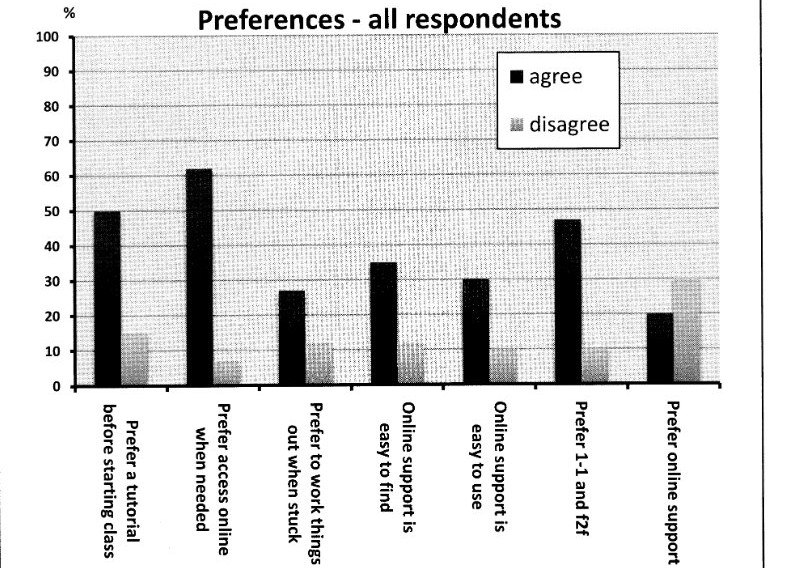 %
Preferences - all respondents
100
90
80
70
60
50
40
30
20
10
0
agree
disagree
Prefer a tutorial
before starting class
Prefer access online
when needed
Prefer to work things
out when stuck
Online support is
easy to find
Online support is
easy to use
Prefer 1-1 and f2f
Prefer online support